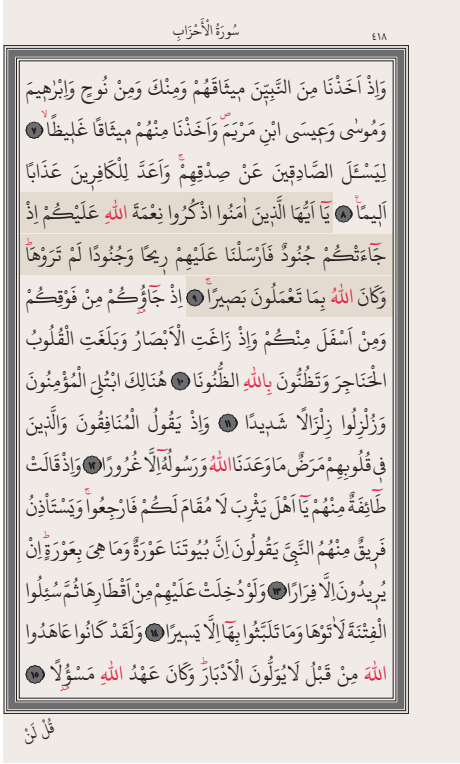 سُورَةُ الْأَحْزَابِ
٤١٨
وَاِذْ اَخَذْنَا مِنَ النَّبِيّ۪نَ م۪يثَاقَهُمْ وَمِنْكَ وَمِنْ نُوحٍ وَاِبْرٰه۪يمَ
وَمُوسٰى وَع۪يسَى ابْنِ مَرْيَمَۖ وَاَخَذْنَا مِنْهُمْ م۪يثَاقًا غَل۪يظًاۙ ٧
لِيَسْـَٔلَ الصَّادِق۪ينَ عَنْ صِدْقِهِمْۚ وَاَعَدَّ لِلْكَافِر۪ينَ عَذَابًا
اَل۪يمًا۟ ٨ يَٓا اَيُّهَا الَّذ۪ينَ اٰمَنُوا اذْكُرُوا نِعْمَةَ اللّٰهِ عَلَيْكُمْ اِذْ
جَٓاءَتْكُمْ جُنُودٌ فَاَرْسَلْنَا عَلَيْهِمْ ر۪يحًا وَجُنُودًا لَمْ تَرَوْهَاۜ
وَكَانَ اللّٰهُ بِمَا تَعْمَلُونَ بَص۪يرًاۚ ٩ اِذْ جَٓاؤُ۫كُمْ مِنْ فَوْقِكُمْ
وَمِنْ اَسْفَلَ مِنْكُمْ وَاِذْ زَاغَتِ الْاَبْصَارُ وَبَلَغَتِ الْقُلُوبُ
الْحَنَاجِرَ وَتَظُنُّونَ بِاللّٰهِ الظُّنُونَا ١٠ هُنَالِكَ ابْتُلِيَ الْمُؤْمِنُونَ
وَزُلْزِلُوا زِلْزَالًا شَد۪يدًا ١١ وَاِذْ يَقُولُ الْمُنَافِقُونَ وَالَّذ۪ينَ
ف۪ي قُلُوبِهِمْ مَرَضٌ مَا وَعَدَنَا اللّٰهُ وَرَسُولُهُٓ اِلَّا غُرُورًا ١٢ وَاِذْ قَالَتْ
طَٓائِفَةٌ مِنْهُمْ يَٓا اَهْلَ يَثْرِبَ لَا مُقَامَ لَكُمْ فَارْجِعُواۚ وَيَسْتَأْذِنُ
فَر۪يقٌ مِنْهُمُ النَّبِيَّ يَقُولُونَ اِنَّ بُيُوتَنَا عَوْرَةٌ وَمَا هِيَ بِعَوْرَةٍۜ اِنْ
يُر۪يدُونَ اِلَّا فِرَارًا ١٣ وَلَوْ دُخِلَتْ عَلَيْهِمْ مِنْ اَقْطَارِهَا ثُمَّ سُئِلُوا
الْفِتْنَةَ لَاٰتَوْهَا وَمَا تَلَبَّثُوا بِهَٓا اِلَّا يَس۪يرًا ١٤ وَلَقَدْ كَانُوا عَاهَدُوا
اللّٰهَ مِنْ قَبْلُ لَا يُوَلُّونَ الْاَدْبَارَۜ وَكَانَ عَهْدُ اللّٰهِ مَسْؤُ۫لًا ١٥
قُلْ لَنْ